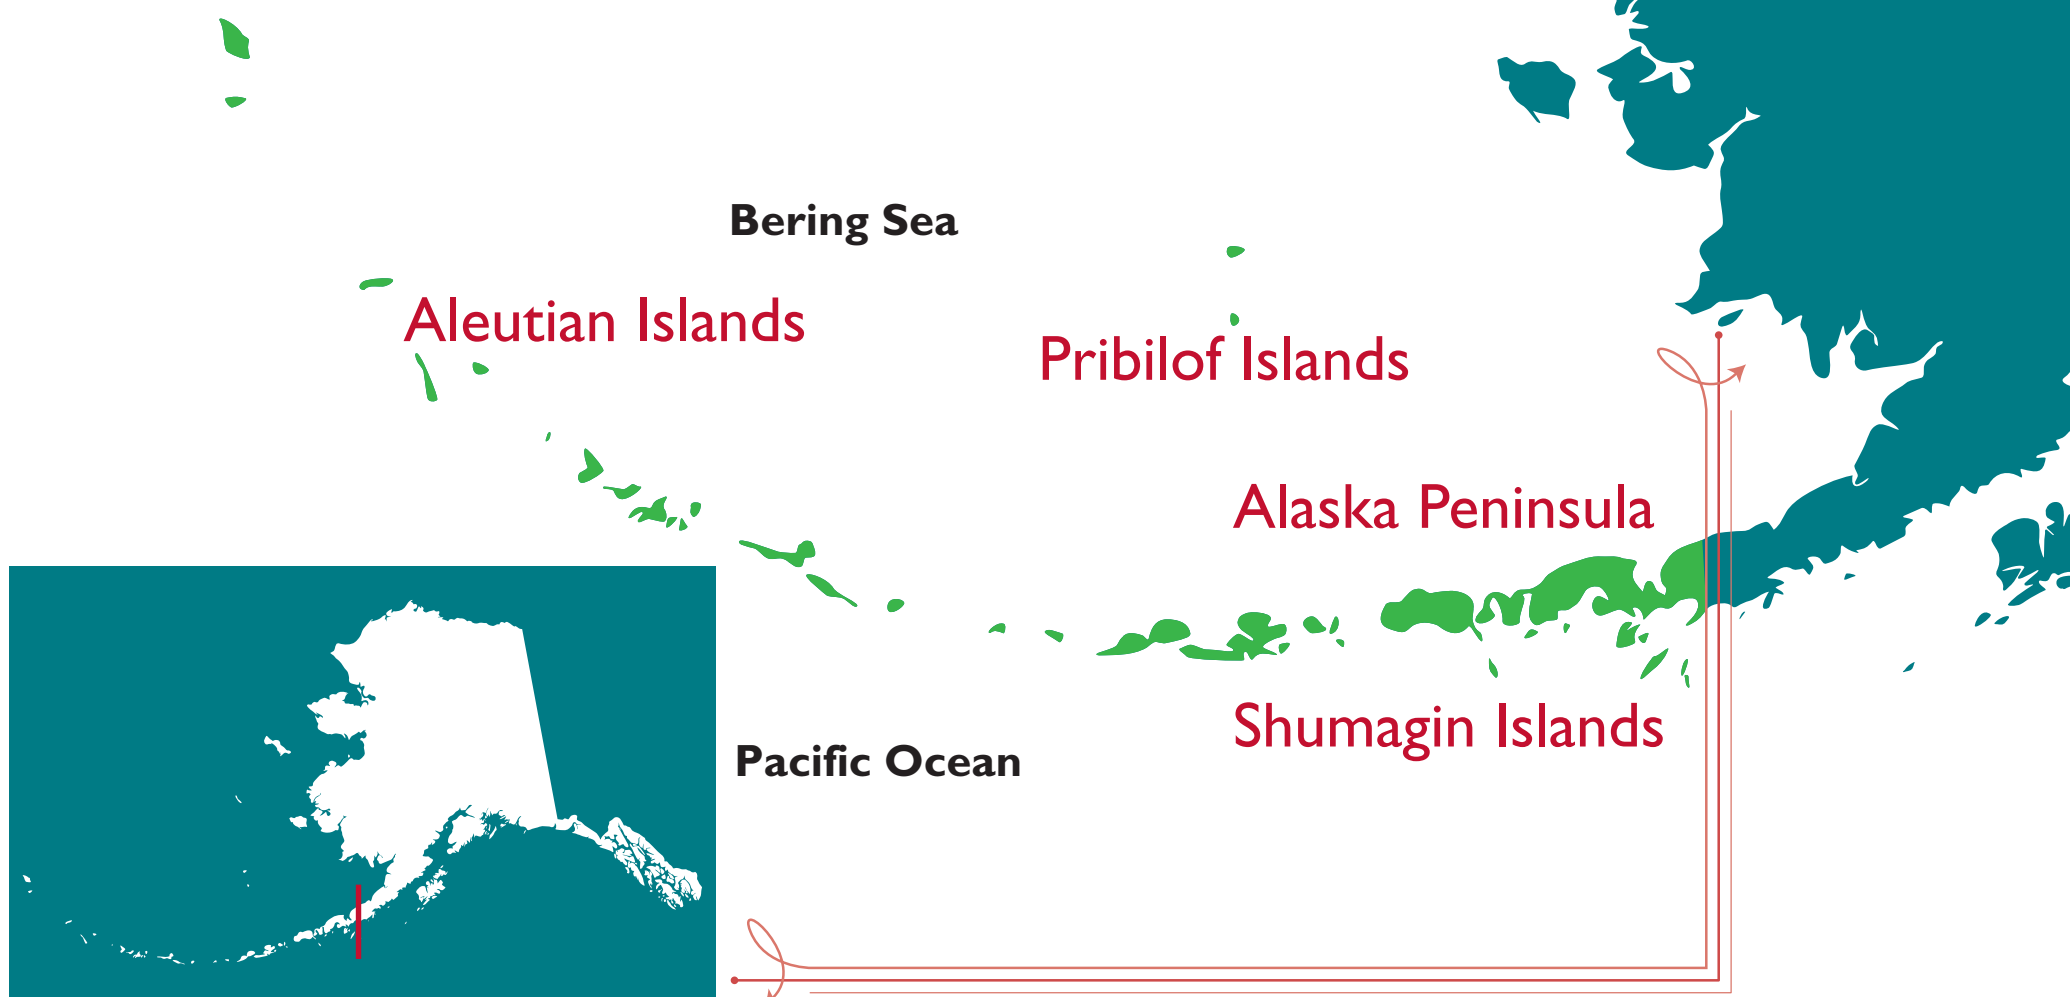 Bering Sea
Aleutian Islands
Pribilof Islands
Alaska Peninsula
Shumagin Islands
Pacific Ocean